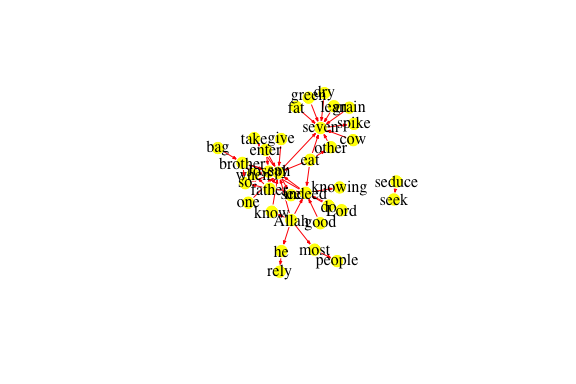 dry
green
lean
grain
fat
spike
seven
take
give
cow
other
bag
enter
eat
brother
when
so
father
indeed
knowing
seduce
one
seek
do
know
Lord
Allah
good
he
most
people
rely